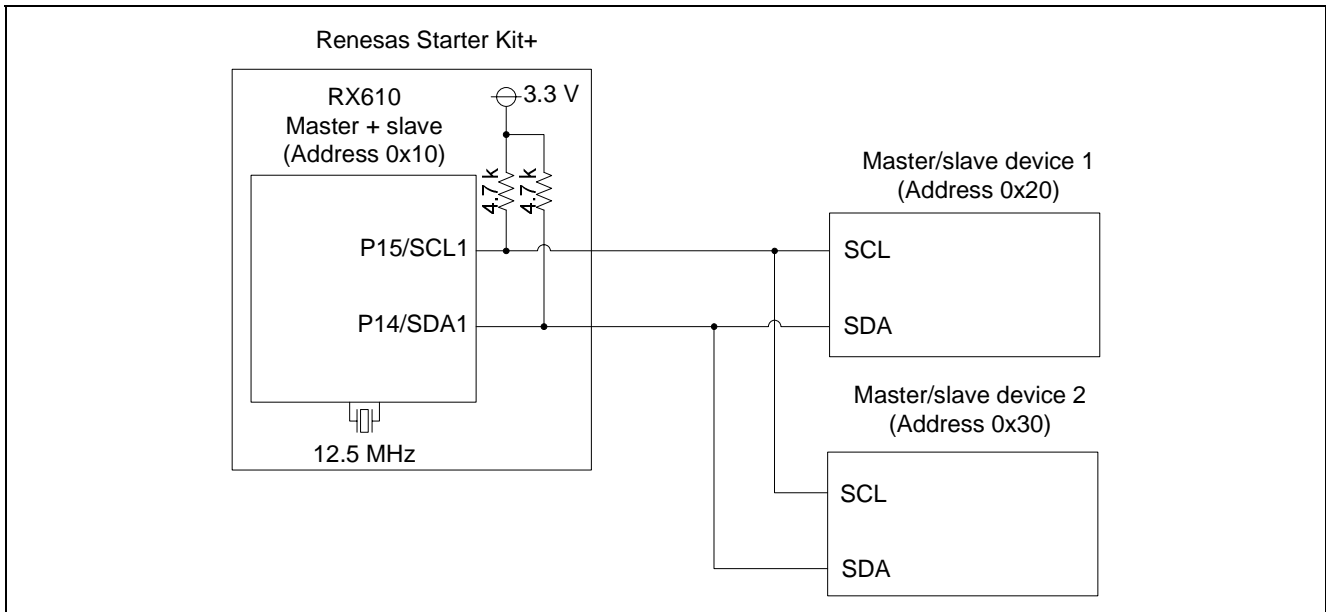 Renesas Starter Kit+
RX610
Master + slave
(Address 0x10)
3.3 V
4.7 k
4.7 k
P15/SCL1
P14/SDA1
12.5 MHz
Master/slave device 1
(Address 0x20)
SCL
SDA
Master/slave device 2
(Address 0x30)
SCL
SDA